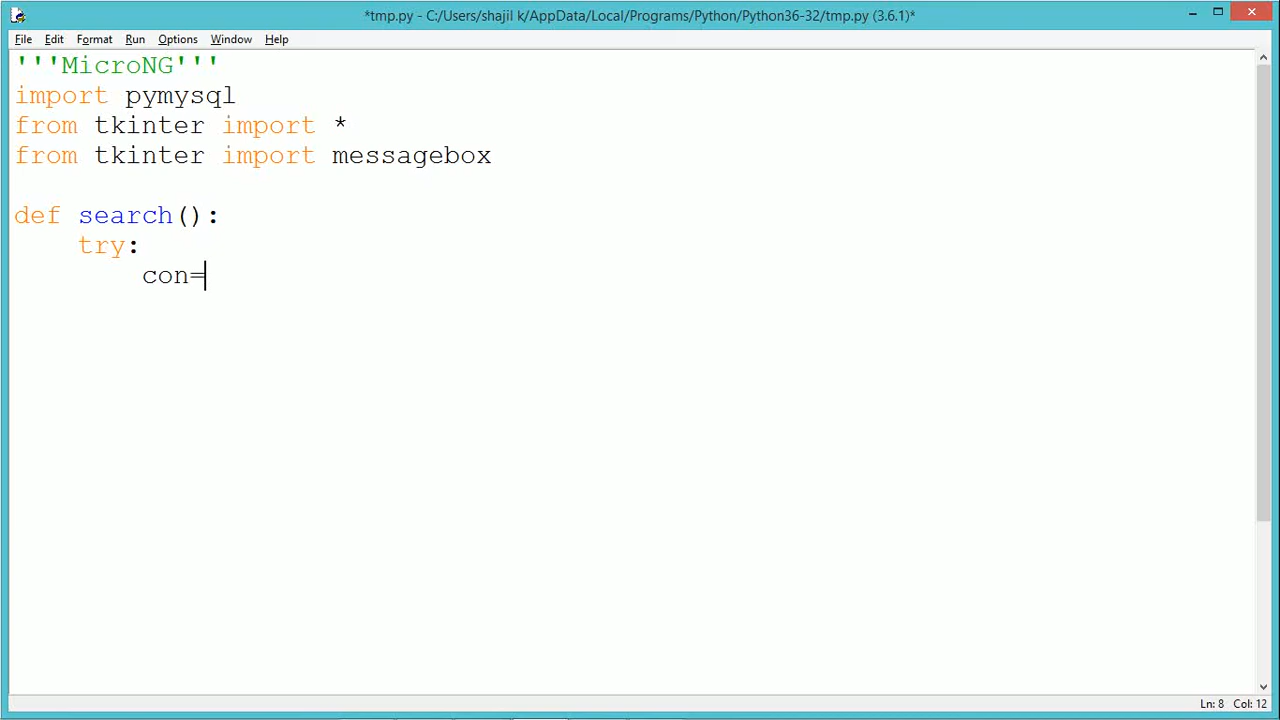 *tmp.py - C:/Users/shajil k/AppData/Local/Programs/Python/Python36-32/tmp.py (3.6.1)*
File Edit Format Run Options Window Help
'''MicroNG'''
import pymysql
from tkinter import *
from tkinter import messagebox
def search():
    try:
        con=
Ln: 8 Col: 12